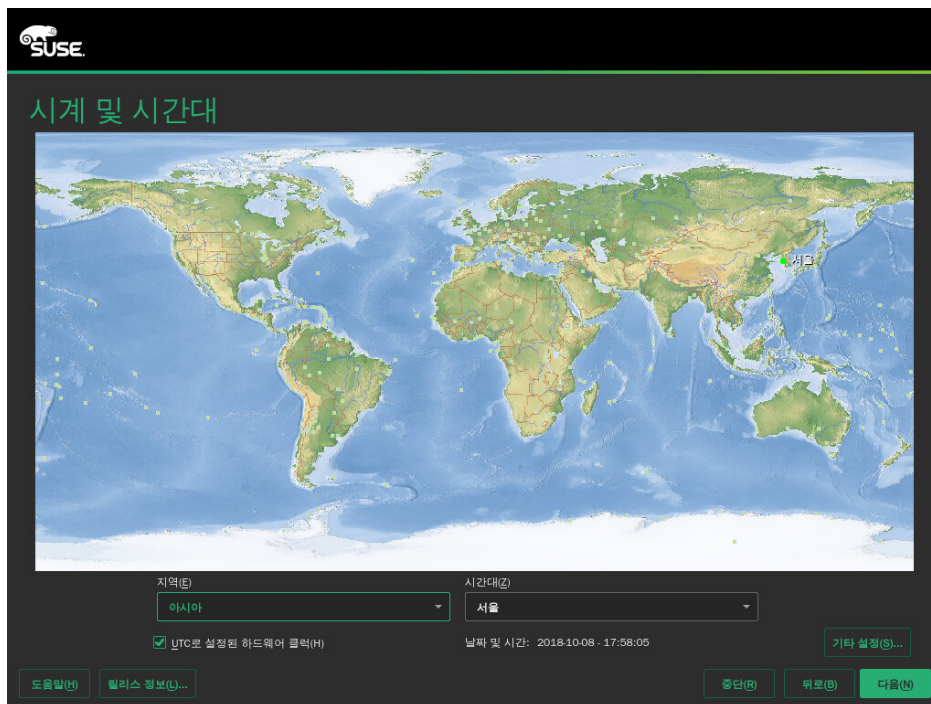 SUSE.
시계 및 시간대
서울
지역(E)
시간대(Z)
아시아
서울
UTC로 설정된 하드웨어 클럭(H)
날짜 및 시간: 2018-10-08 - 17:58:05
기타 설정(S)...
도움말(H)
릴리스 정보(L)...
중단(R)
뒤로(B)
다음(N)